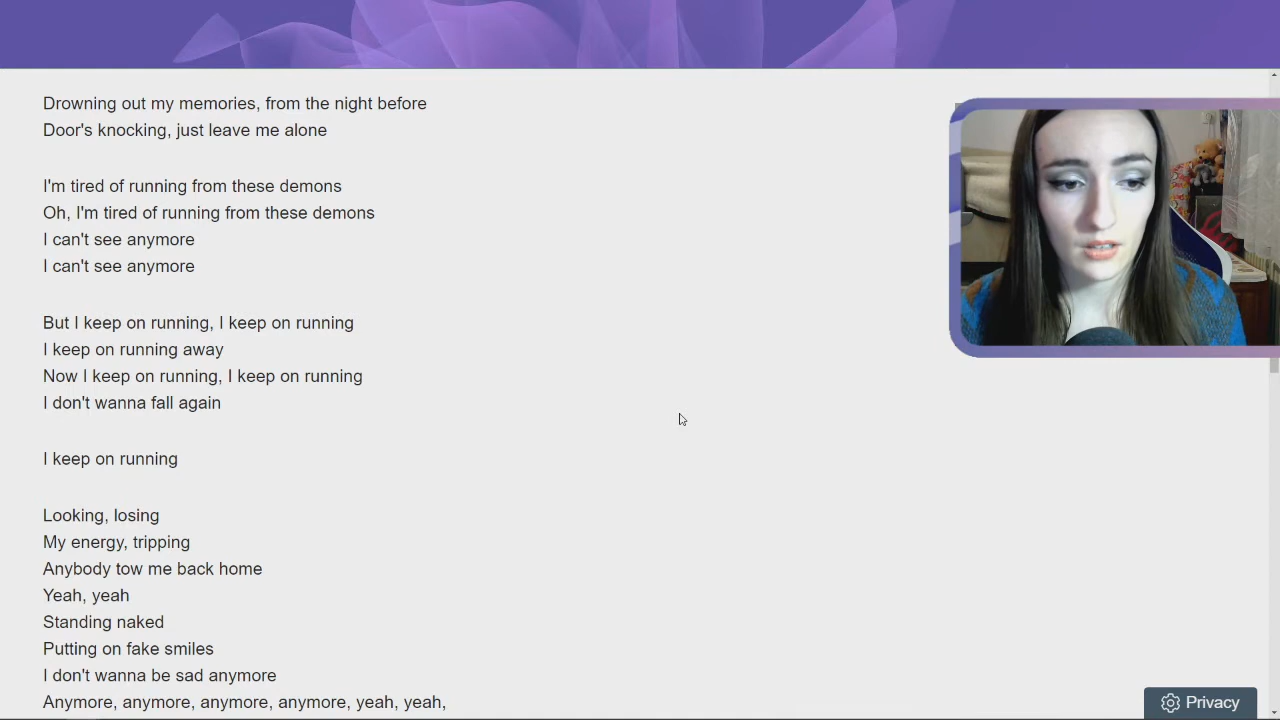 Drowning out my memories, from the night before
Door's knocking, just leave me alone
I'm tired of running from these demons
Oh, I'm tired of running from these demons
I can't see anymore
I can't see anymore
But I keep on running, I keep on running
I keep on running away
Now I keep on running, I keep on running
I don't wanna fall again
I keep on running
Looking, losing
My energy, tripping
Anybody tow me back home
Yeah, yeah
Standing naked
Putting on fake smiles
I don't wanna be sad anymore
Anymore, anymore, anymore, anymore, yeah, yeah,
Privacy